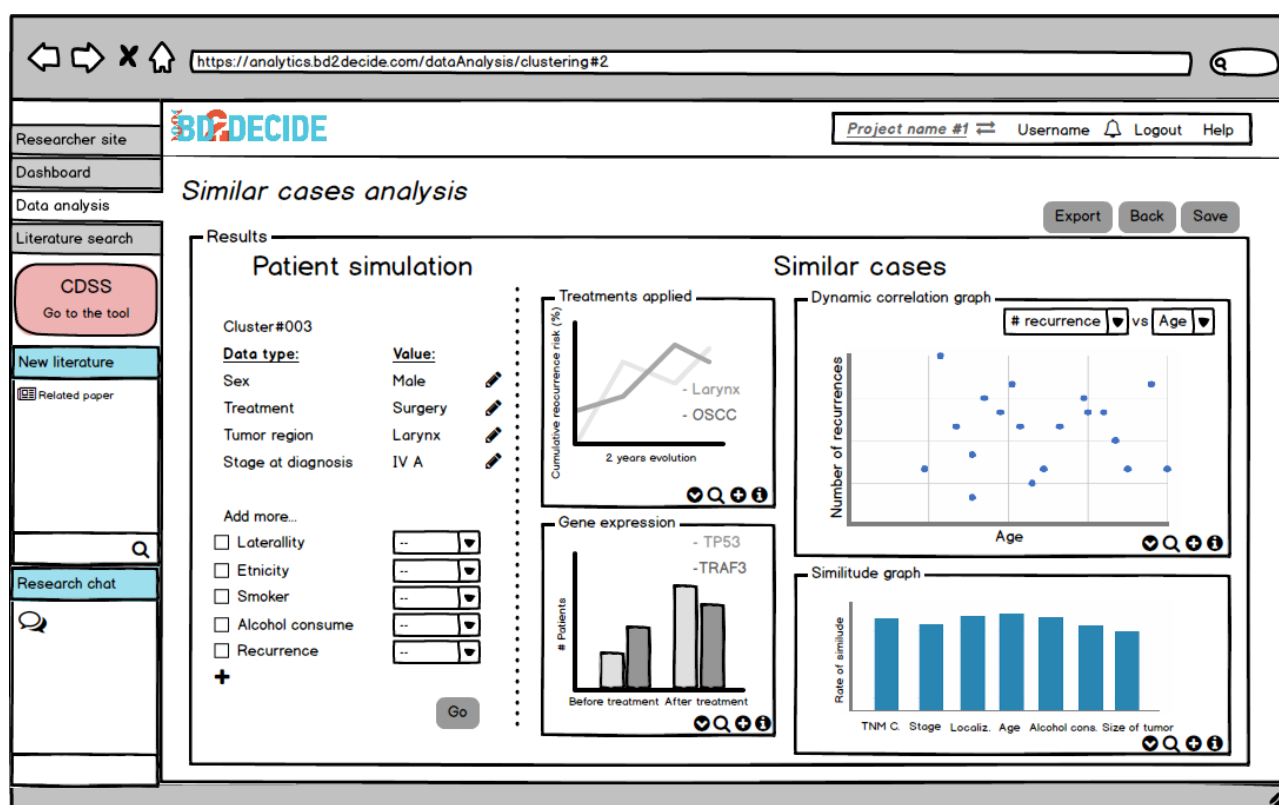 https://analytics.bd2decide.com/dataAnalysis/clustering#2
BD2DECIDE
Project name #1 Username Logout Help
Researcher site
Dashboard
Data analysis
Literature search
CDSS
Go to the tool
New literature
Related paper
Research chat
Similar cases analysis
Export Back Save
Results
Patient simulation
Cluster#003
Data type: Value:
Sex Male
Treatment Surgery
Tumor region Larynx
Stage at diagnosis IV A
Add more...
Laterallity --
Etnicity --
Smoker --
Alcohol consume --
Recurrence --
Go
Similar cases
Treatments applied
Cumulative reocurrence risk (%)
- Larynx
- OSCC
2 years evolution
Gene expression
- TP53
-TRAF3
# Patients
Before treatment After treatment
Dynamic correlation graph
# recurrence vs Age
Number of recurrences
Age
Similitude graph
Rate of similude
TNM C. Stage Localiz. Age Alcohol cons. Size of tumor